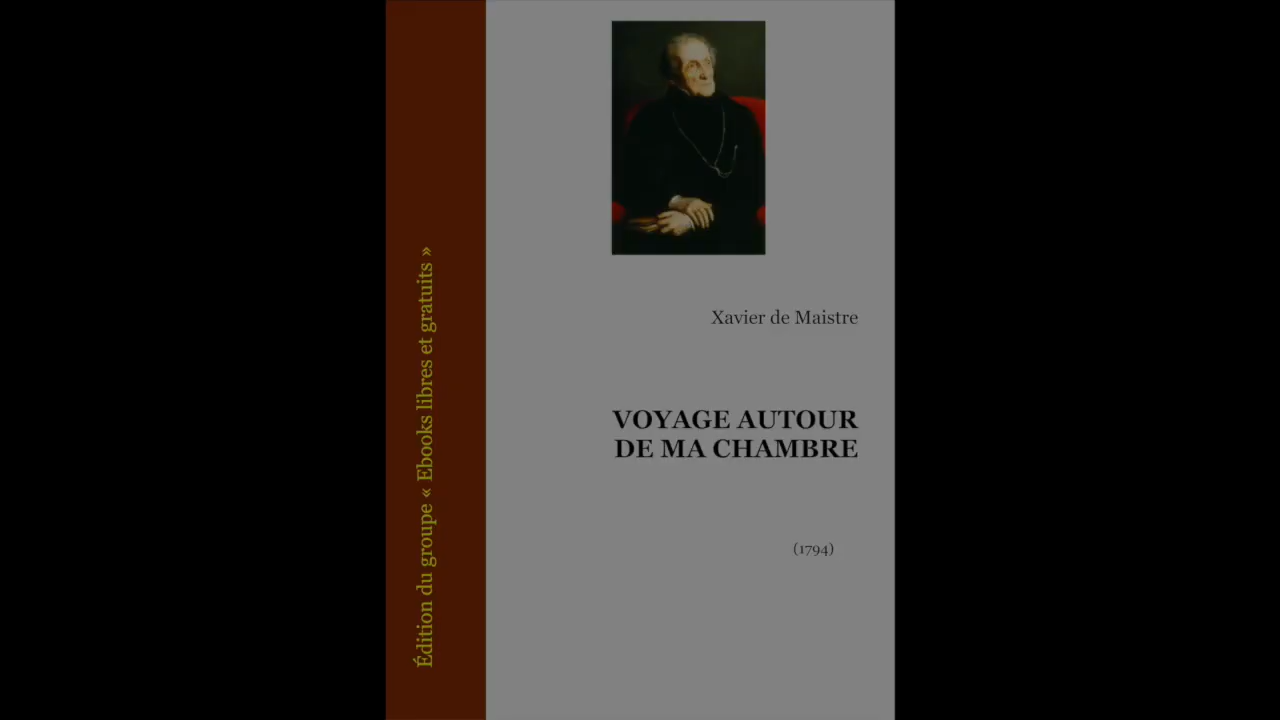 Édition du groupe « Ebooks libres et gratuits »
Xavier de Maistre
VOYAGE AUTOUR
DE MA CHAMBRE
(1794)